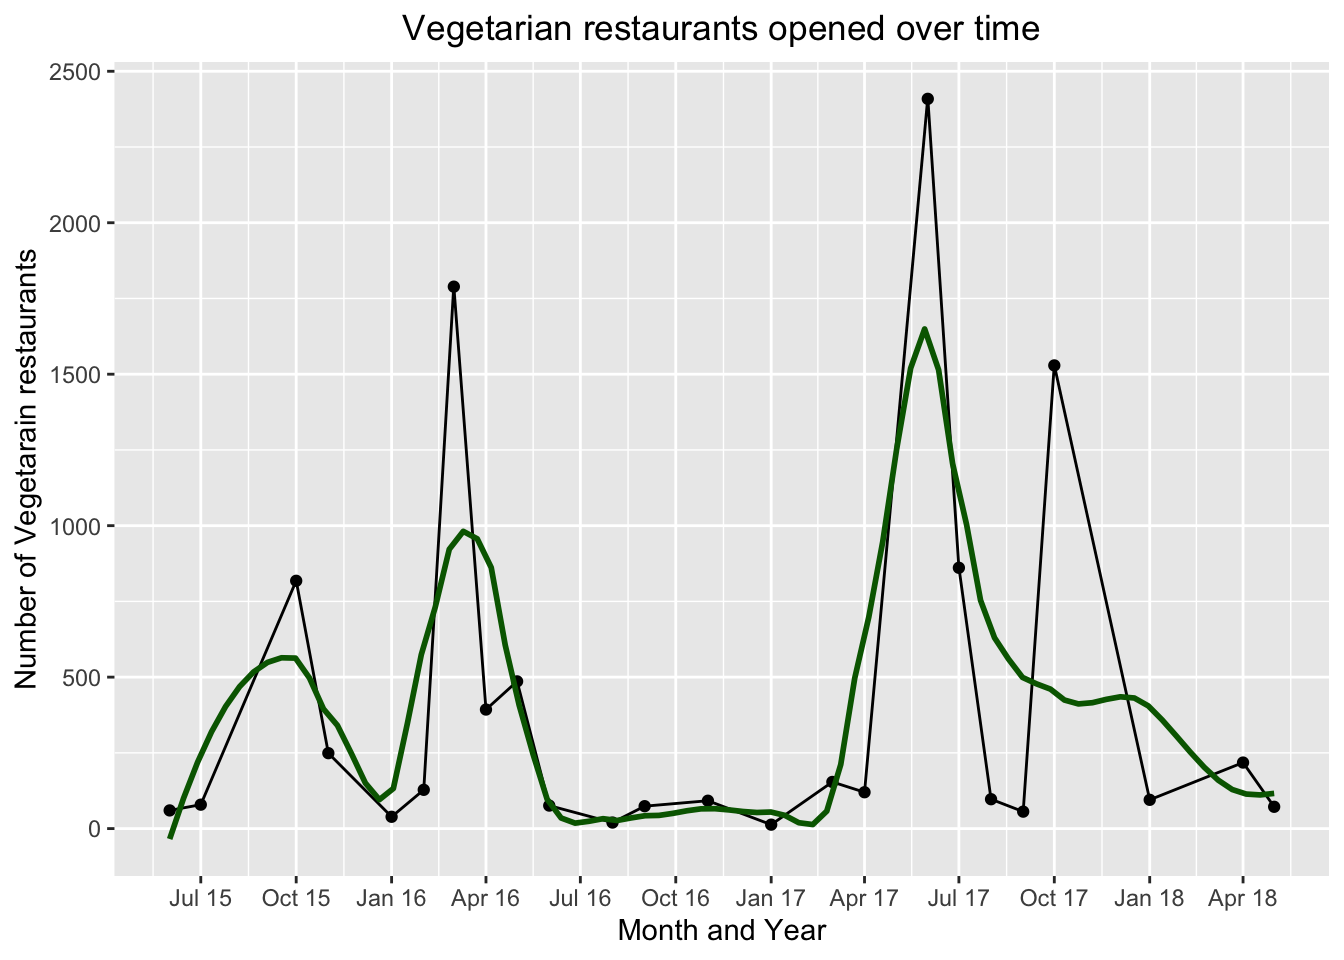 Vegetarian restaurants opened over time
Number of Vegetarain restaurants
2500
2000
1500
1000
500
0
Jul 15 Oct 15 Jan 16 Apr 16 Jul 16 Oct 16 Jan 17 Apr 17 Jul 17 Oct 17 Jan 18 Apr 18
Month and Year